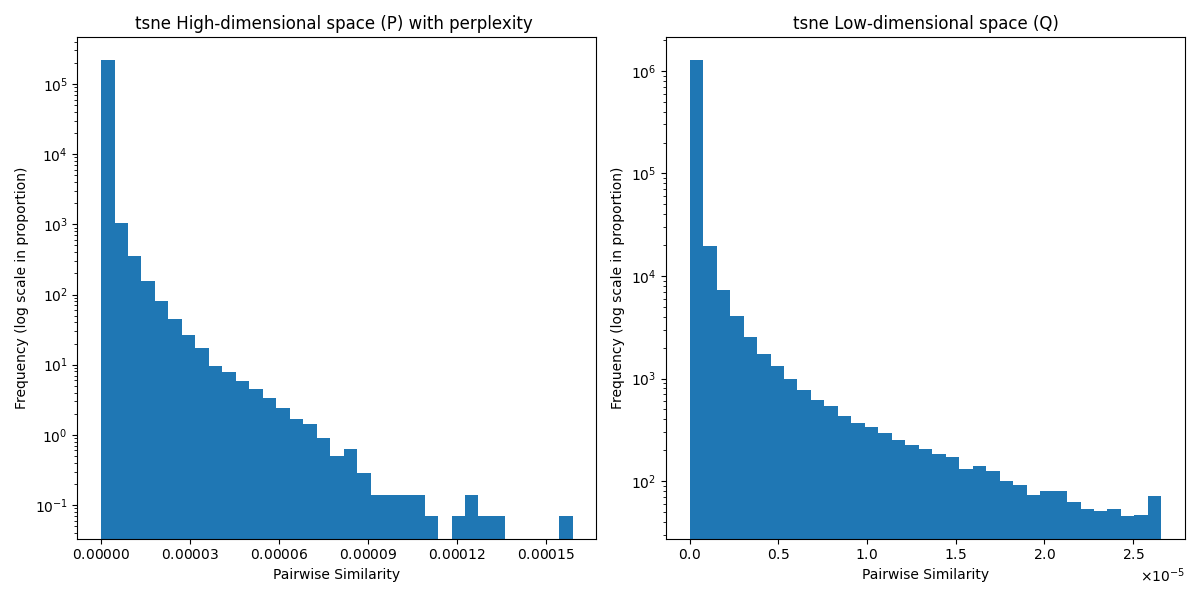 tsne High-dimensional space (P) with perplexity
Frequency (log scale in proportion)
10^5
10^4
10^3
10^2
10^1
10^0
10^−1
0.00000 0.00003 0.00006 0.00009 0.00012 0.00015
Pairwise Similarity
tsne Low-dimensional space (Q)
Frequency (log scale in proportion)
10^6
10^5
10^4
10^3
10^2
0.0 0.5 1.0 1.5 2.0 2.5
×10^−5
Pairwise Similarity